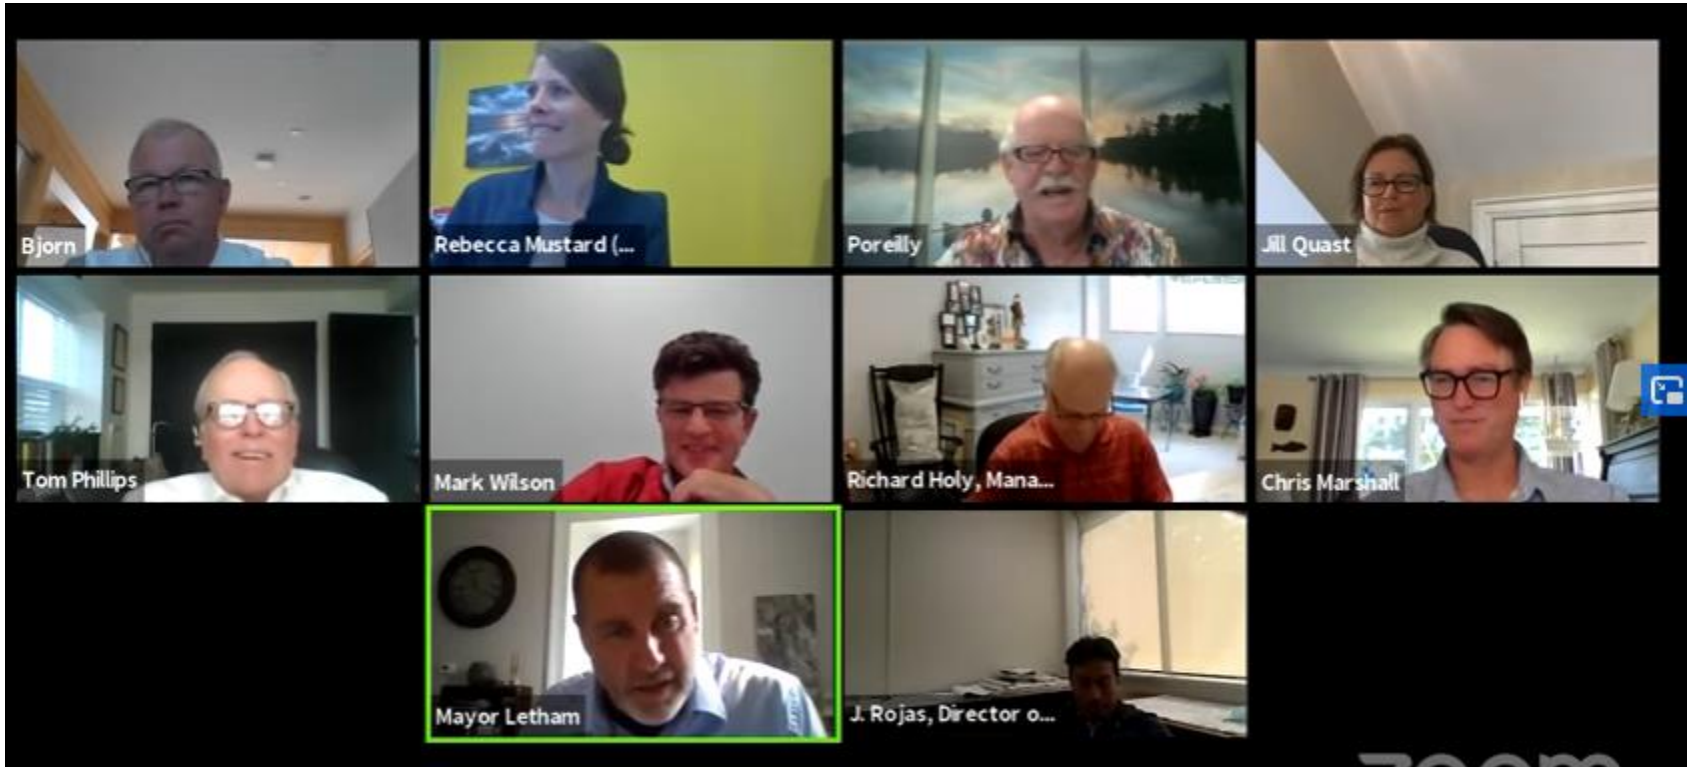 Bjorn
Rebecca Mustard (...
Poreilly
Jill Quast
Tom Phillips
Mark Wilson
Richard Holy, Mana...
Chris Marshall
Mayor Letham
J. Rojas, Director o...
zoom